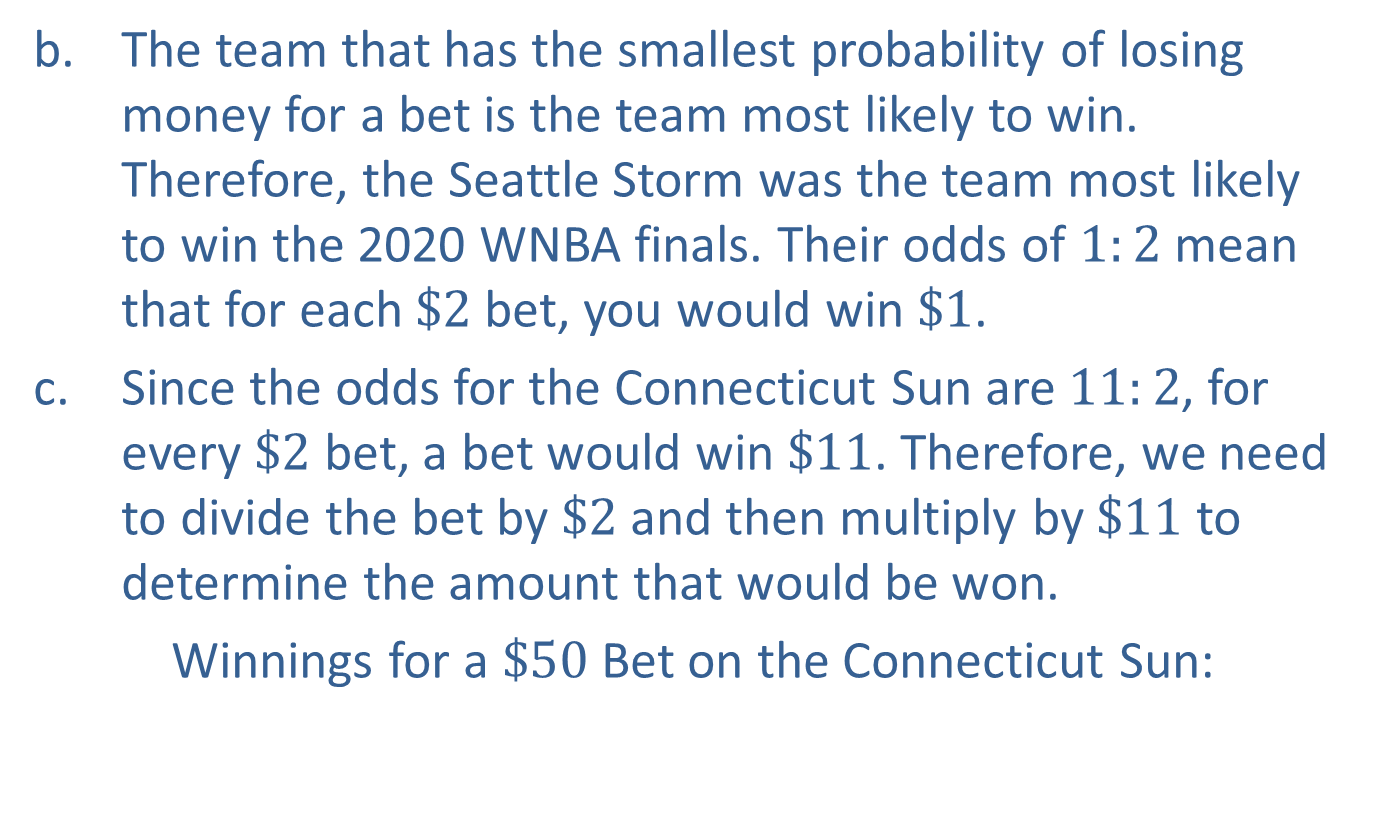 b. The team that has the smallest probability of losing
money for a bet is the team most likely to win.
Therefore, the Seattle Storm was the team most likely
to win the 2020 WNBA finals. Their odds of 1: 2 mean
that for each $2 bet, you would win $1.
c. Since the odds for the Connecticut Sun are 11: 2, for
every $2 bet, a bet would win $11. Therefore, we need
to divide the bet by $2 and then multiply by $11 to
determine the amount that would be won.
Winnings for a $50 Bet on the Connecticut Sun: